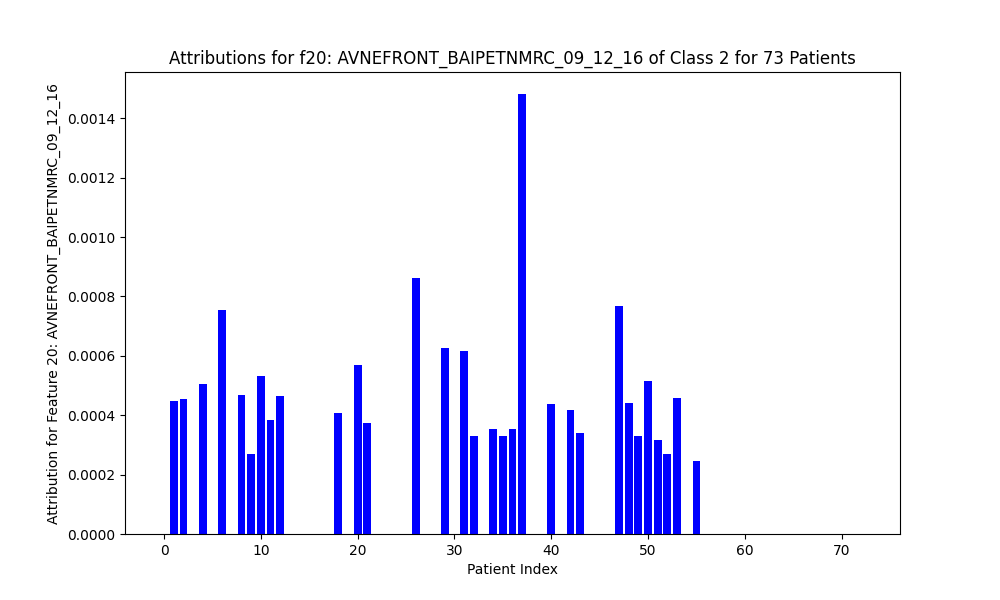 Attributions for f20: AVNEFRONT_BAIPETNMRC_09_12_16 of Class 2 for 73 Patients
Attribution for Feature 20: AVNEFRONT_BAIPETNMRC_09_12_16
0.0014
0.0012
0.0010
0.0008
0.0006
0.0004
0.0002
0.0000
0 10 20 30 40 50 60 70
Patient Index